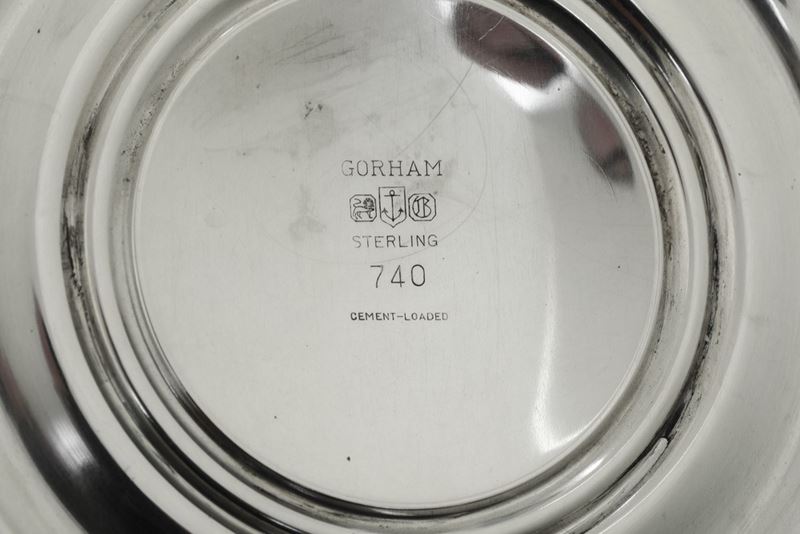 GORHAM
STERLING
740
CEMENT-LOADED